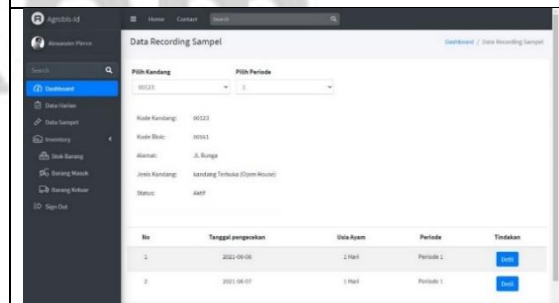 Agrobis-Id
Home Contact Search
Alexander Pierce
Search
Dashboard
Data Harian
Data Sampel
Inventory
Stok Barang
Barang Masuk
Barang Keluar
Sign Out
Data Recording Sampel
Dashboard / Data Recording Sampel
Pilih Kandang Pilih Periode
00123 1
Kode Kandang: 00123
Kode Blok:
Alamat: JL. Bunga
Jenis Kandang: kandang Terbuka (Open House)
Status: Aktif
No Tanggal pengecekan Usia Ayam Periode Tindakan
1 2021-06-06 1 Hari Periode 1 Detil
2 2021-06-07 1 Hari Periode 1 Detil